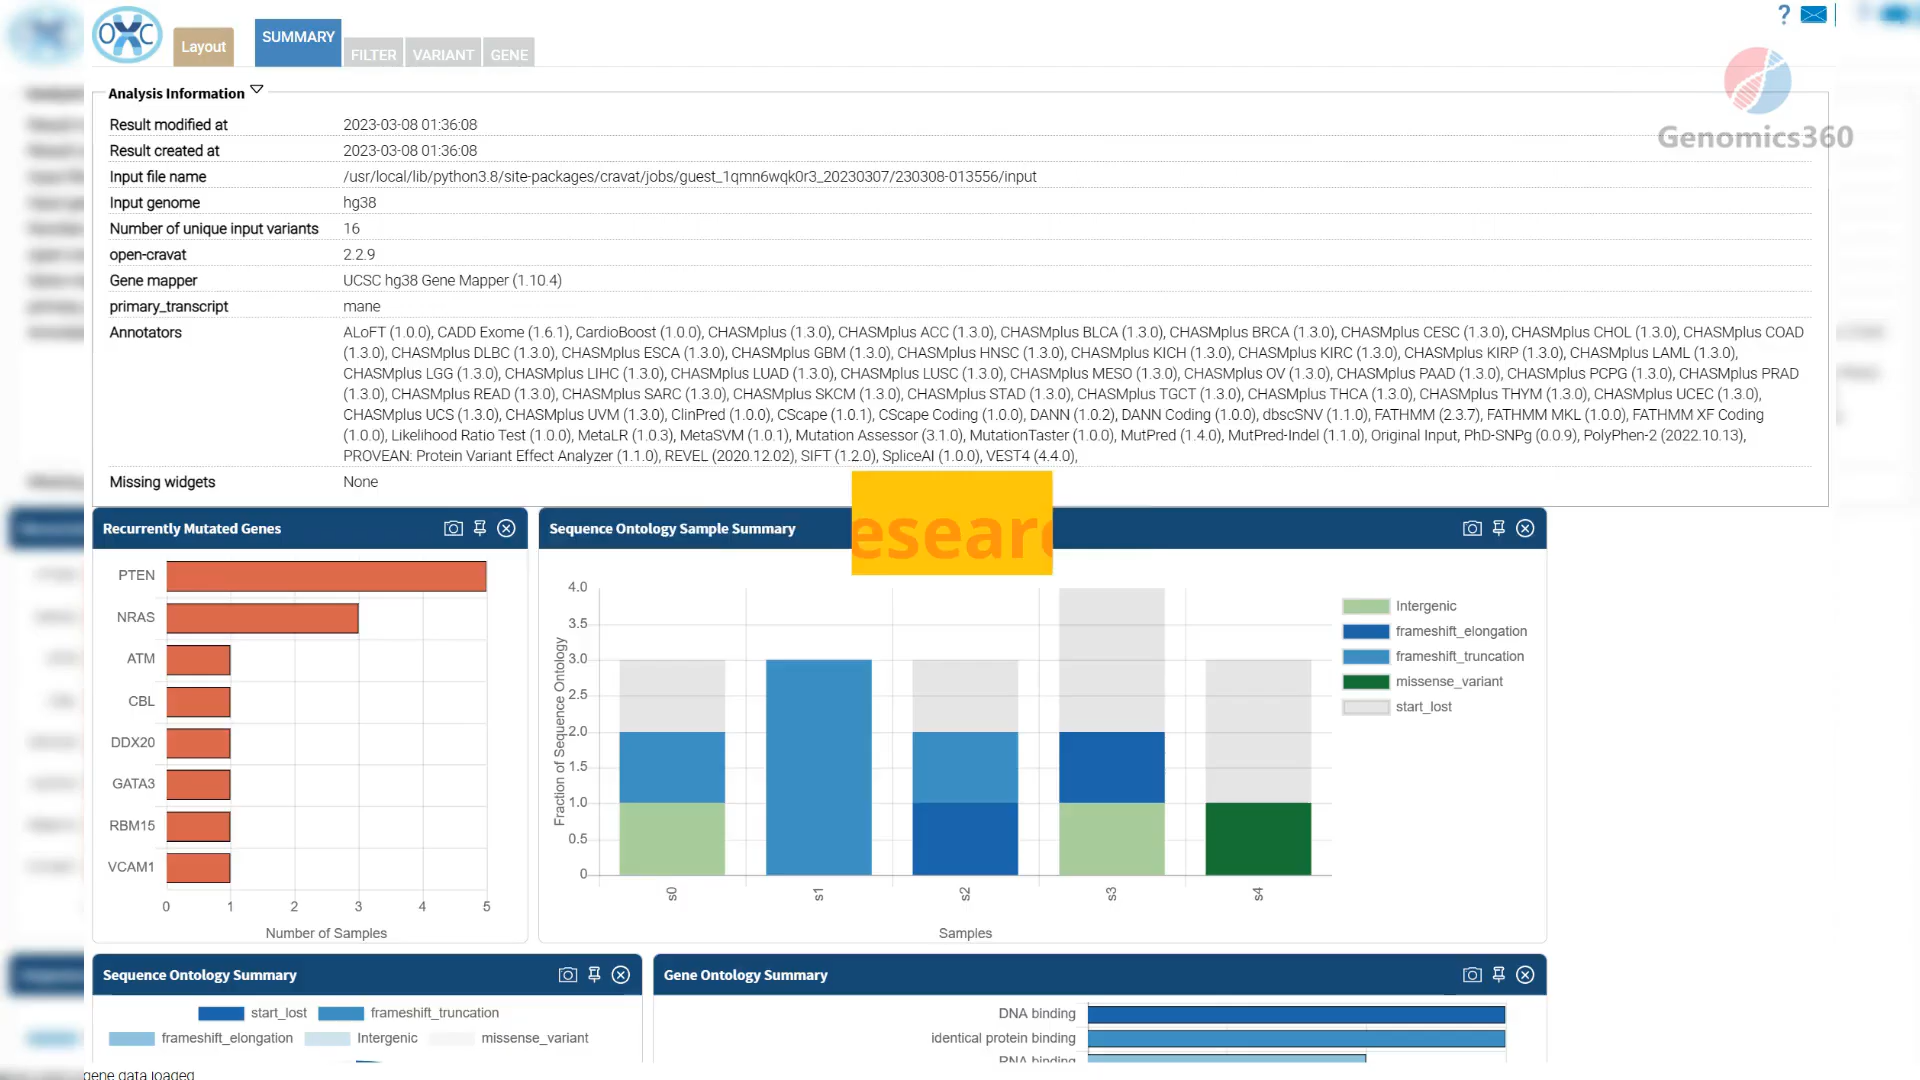 OXC
Layout
SUMMARY
FILTER
VARIANT
GENE
?
Genomics360
Analysis Information
Result modified at 2023-03-08 01:36:08
Result created at 2023-03-08 01:36:08
Input file name /usr/local/lib/python3.8/site-packages/cravat/jobs/guest_1qmn6wqk0r3_20230307/230308-013556/input
Input genome hg38
Number of unique input variants 16
open-cravat 2.2.9
Gene mapper UCSC hg38 Gene Mapper (1.10.4)
primary_transcript mane
Annotators ALoFT (1.0.0), CADD Exome (1.6.1), CardioBoost (1.0.0), CHASMplus (1.3.0), CHASMplus ACC (1.3.0), CHASMplus BLCA (1.3.0), CHASMplus BRCA (1.3.0), CHASMplus CESC (1.3.0), CHASMplus CHOL (1.3.0), CHASMplus COAD
(1.3.0), CHASMplus DLBC (1.3.0), CHASMplus ESCA (1.3.0), CHASMplus GBM (1.3.0), CHASMplus HNSC (1.3.0), CHASMplus KICH (1.3.0), CHASMplus KIRC (1.3.0), CHASMplus KIRP (1.3.0), CHASMplus LAML (1.3.0),
CHASMplus LGG (1.3.0), CHASMplus LIHC (1.3.0), CHASMplus LUAD (1.3.0), CHASMplus LUSC (1.3.0), CHASMplus MESO (1.3.0), CHASMplus OV (1.3.0), CHASMplus PAAD (1.3.0), CHASMplus PCPG (1.3.0), CHASMplus PRAD
(1.3.0), CHASMplus READ (1.3.0), CHASMplus SARC (1.3.0), CHASMplus SKCM (1.3.0), CHASMplus STAD (1.3.0), CHASMplus TGCT (1.3.0), CHASMplus THCA (1.3.0), CHASMplus THYM (1.3.0), CHASMplus UCEC (1.3.0),
CHASMplus UCS (1.3.0), CHASMplus UVM (1.3.0), ClinPred (1.0.0), CScape (1.0.1), CScape Coding (1.0.0), DANN (1.0.2), DANN Coding (1.0.0), dbscSNV (1.1.0), FATHMM (2.3.7), FATHMM MKL (1.0.0), FATHMM XF Coding
(1.0.0), Likelihood Ratio Test (1.0.0), MetaLR (1.0.3), MetaSVM (1.0.1), Mutation Assessor (3.1.0), MutationTaster (1.0.0), MutPred (1.4.0), MutPred-Indel (1.1.0), Original Input, PhD-SNPg (0.0.9), PolyPhen-2 (2022.10.13),
PROVEAN: Protein Variant Effect Analyzer (1.1.0), REVEL (2020.12.02), SIFT (1.2.0), SpliceAI (1.0.0), VEST4 (4.4.0),
Missing widgets None
Recurrently Mutated Genes
PTEN
NRAS
ATM
CBL
DDX20
GATA3
RBM15
VCAM1
0 1 2 3 4 5
Number of Samples
Sequence Ontology Sample Summary
esear
Fraction of Sequence Ontology
4.0
3.5
3.0
2.5
2.0
1.5
1.0
0.5
0
s0 s1 s2 s3 s4
Samples
Intergenic
frameshift_elongation
frameshift_truncation
missense_variant
start_lost
Sequence Ontology Summary
start_lost frameshift_truncation
frameshift_elongation Intergenic missense_variant
Gene Ontology Summary
DNA binding
identical protein binding
RNA binding
gene data loaded